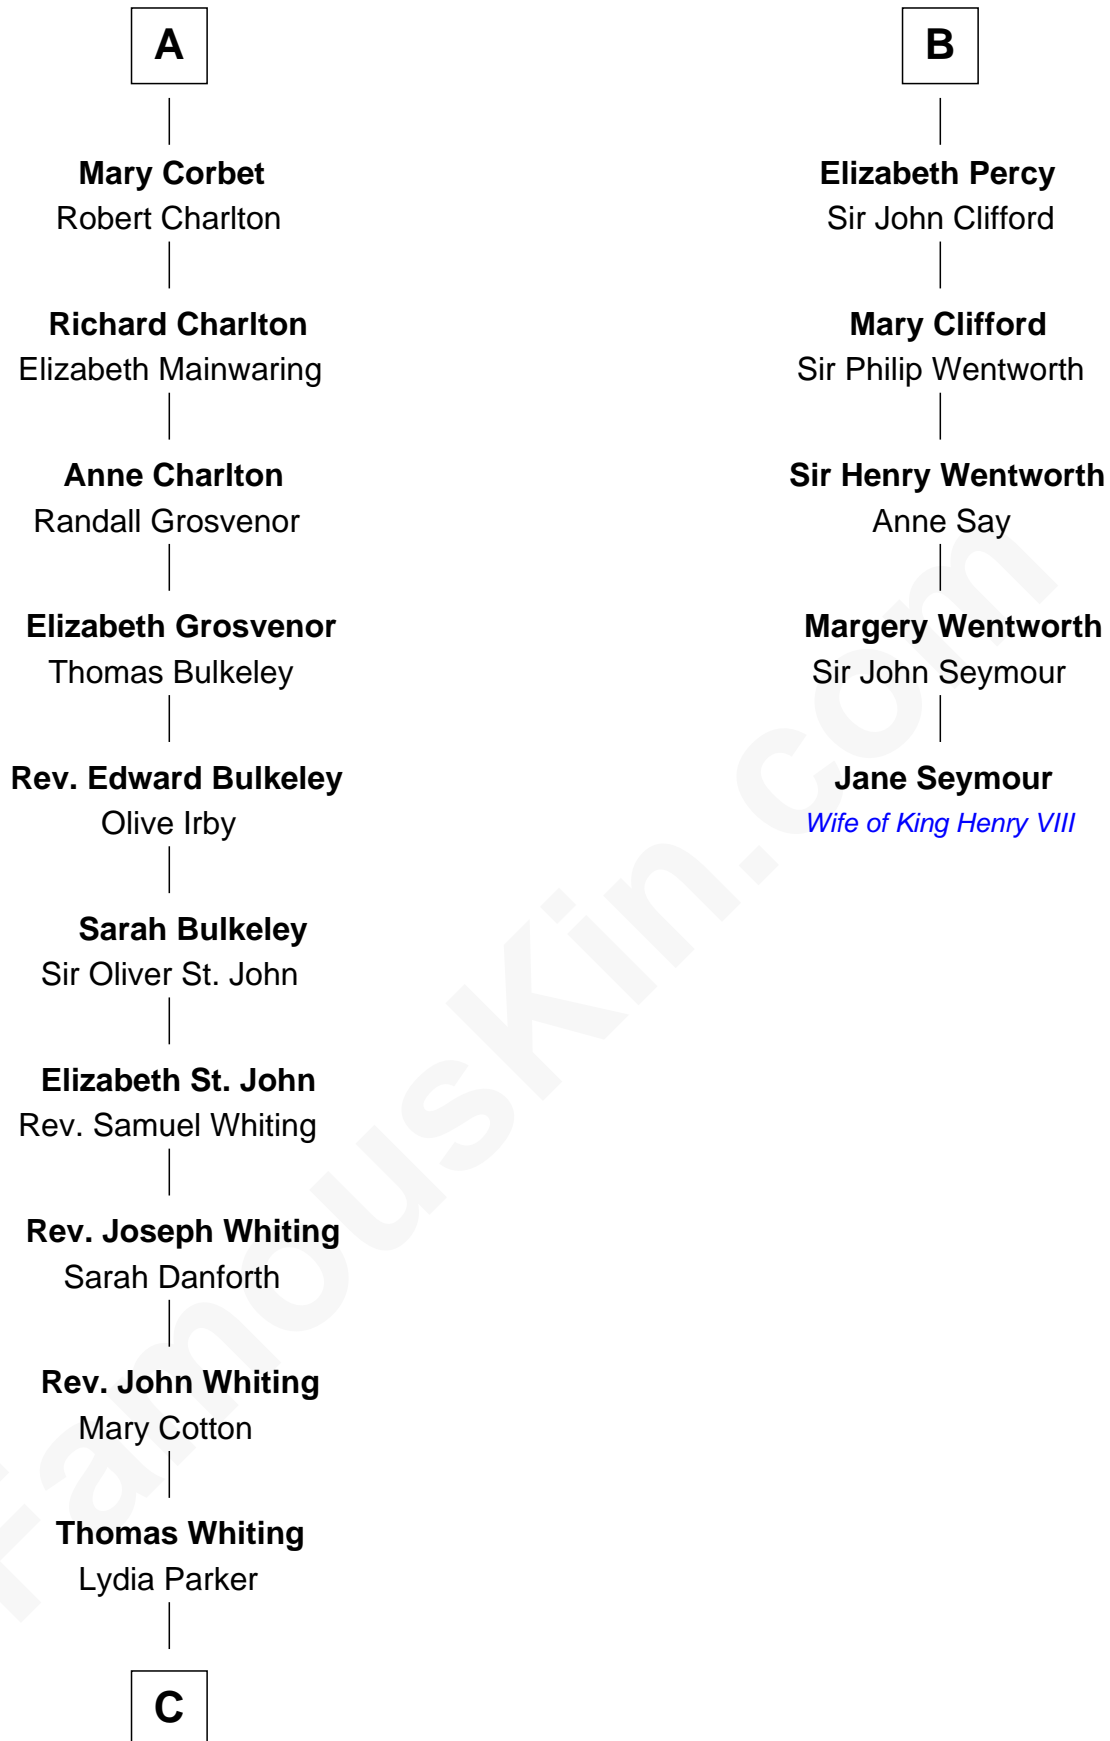 A
Mary Corbet
Robert Charlton
Richard Charlton
Elizabeth Mainwaring
Anne Charlton
Randall Grosvenor
Elizabeth Grosvenor
Thomas Bulkeley
Rev. Edward Bulkeley
Olive Irby
Sarah Bulkeley
Sir Oliver St. John
Elizabeth St. John
Rev. Samuel Whiting
Rev. Joseph Whiting
Sarah Danforth
Rev. John Whiting
Mary Cotton
Thomas Whiting
Lydia Parker
C
B
Elizabeth Percy
Sir John Clifford
Mary Clifford
Sir Philip Wentworth
Sir Henry Wentworth
Anne Say
Margery Wentworth
Sir John Seymour
Jane Seymour
Wife of King Henry VIII
FamousKin.com